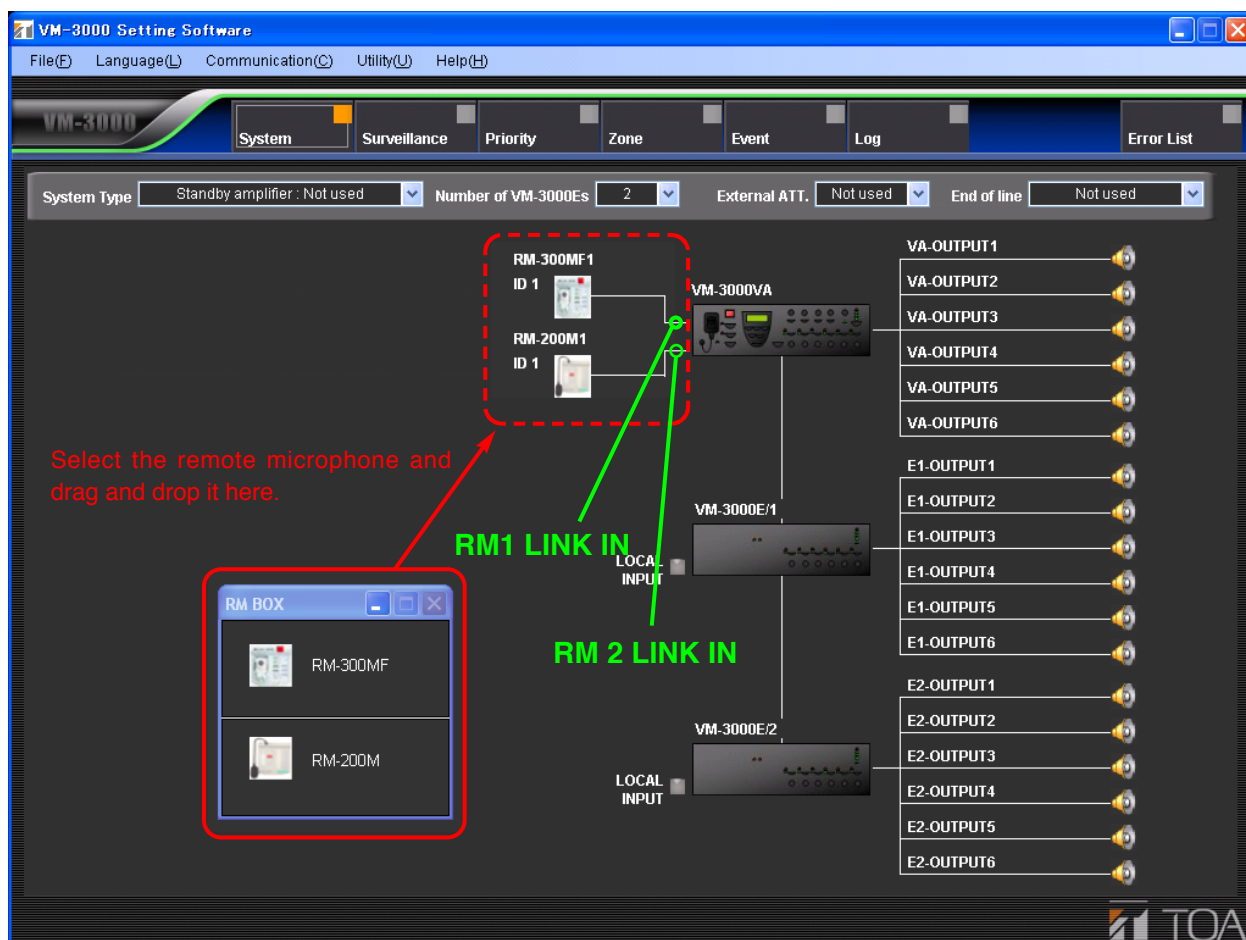 VM-3000 Setting Software
File(F) Language(L) Communication(C) Utility(U) Help(H)
VM-3000
System Surveillance Priority Zone Event Log Error List
System Type Standby amplifier : Not used Number of VM-3000Es 2 External ATT. Not used End of line Not used
RM-300MF1
ID 1
RM-200M1
ID 1
VM-3000VA
VA-OUTPUT1
VA-OUTPUT2
VA-OUTPUT3
VA-OUTPUT4
VA-OUTPUT5
VA-OUTPUT6
Select the remote microphone and
drag and drop it here.
RM1 LINK IN
RM 2 LINK IN
VM-3000E/1
LOCAL
INPUT
E1-OUTPUT1
E1-OUTPUT2
E1-OUTPUT3
E1-OUTPUT4
E1-OUTPUT5
E1-OUTPUT6
RM BOX
RM-300MF
RM-200M
VM-3000E/2
LOCAL
INPUT
E2-OUTPUT1
E2-OUTPUT2
E2-OUTPUT3
E2-OUTPUT4
E2-OUTPUT5
E2-OUTPUT6
TOA